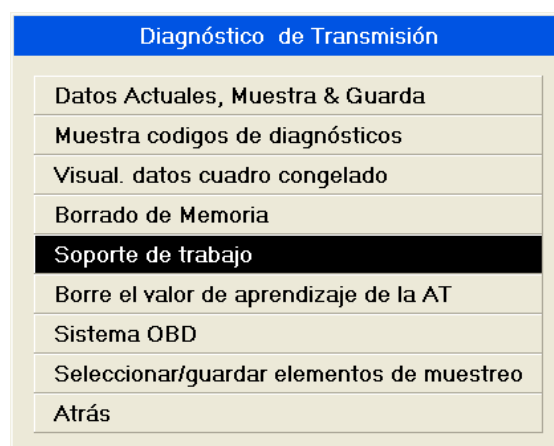 Diagnóstico  de Transmisión
Datos Actuales, Muestra & Guarda
Muestra codigos de diagnósticos
Visual. datos cuadro congelado
Borrado de Memoria
Soporte de trabajo
Borre el valor de aprendizaje de la AT
Sistema OBD
Seleccionar/guardar elementos de muestreo
Atrás